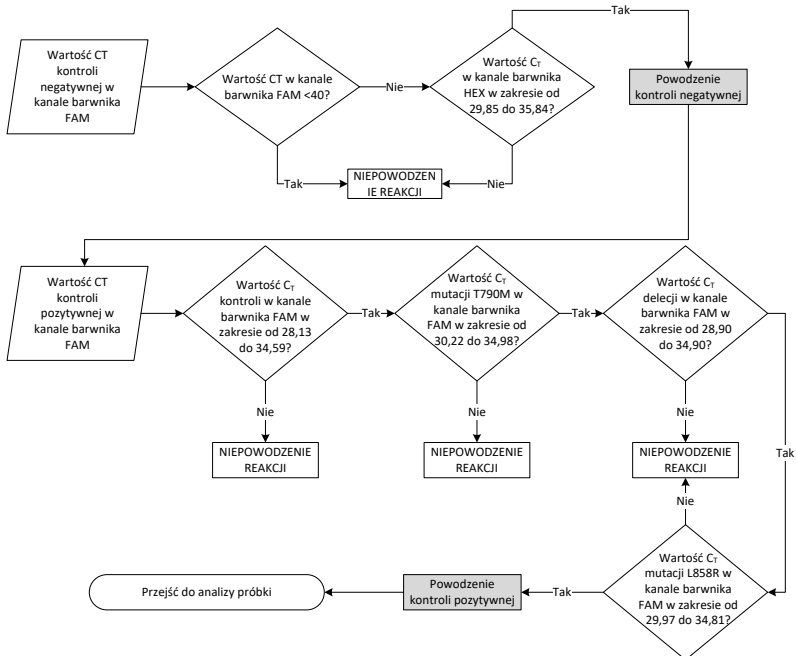 Wartość CT
kontroli
negatywnej w
kanale barwnika
FAM
Wartość CT w kanale
barwnika FAM <40?
Nie
Tak
Wartość CT
w kanale barwnika
HEX w zakresie od
29,85 do 35,84?
Tak
Nie
NIEPOWODZEN
IE REAKCJI
Powodzenie
kontroli negatywnej
Wartość CT
kontroli
pozytywnej w
kanale barwnika
FAM
Wartość CT
kontroli w kanale
barwnika FAM w
zakresie od 28,13
do 34,59?
Tak
Nie
NIEPOWODZENIE
REAKCJI
Wartość CT
mutacji T790M w
kanale barwnika
FAM w zakresie od
30,22 do 34,98?
Tak
Nie
NIEPOWODZENIE
REAKCJI
Wartość CT
delecji w kanale
barwnika FAM w
zakresie od 28,90
do 34,90?
Tak
Nie
NIEPOWODZENIE
REAKCJI
Nie
Wartość CT
mutacji L858R w
kanale barwnika
FAM w zakresie od
29,97 do 34,81?
Tak
Powodzenie
kontroli pozytywnej
Przejść do analizy próbki